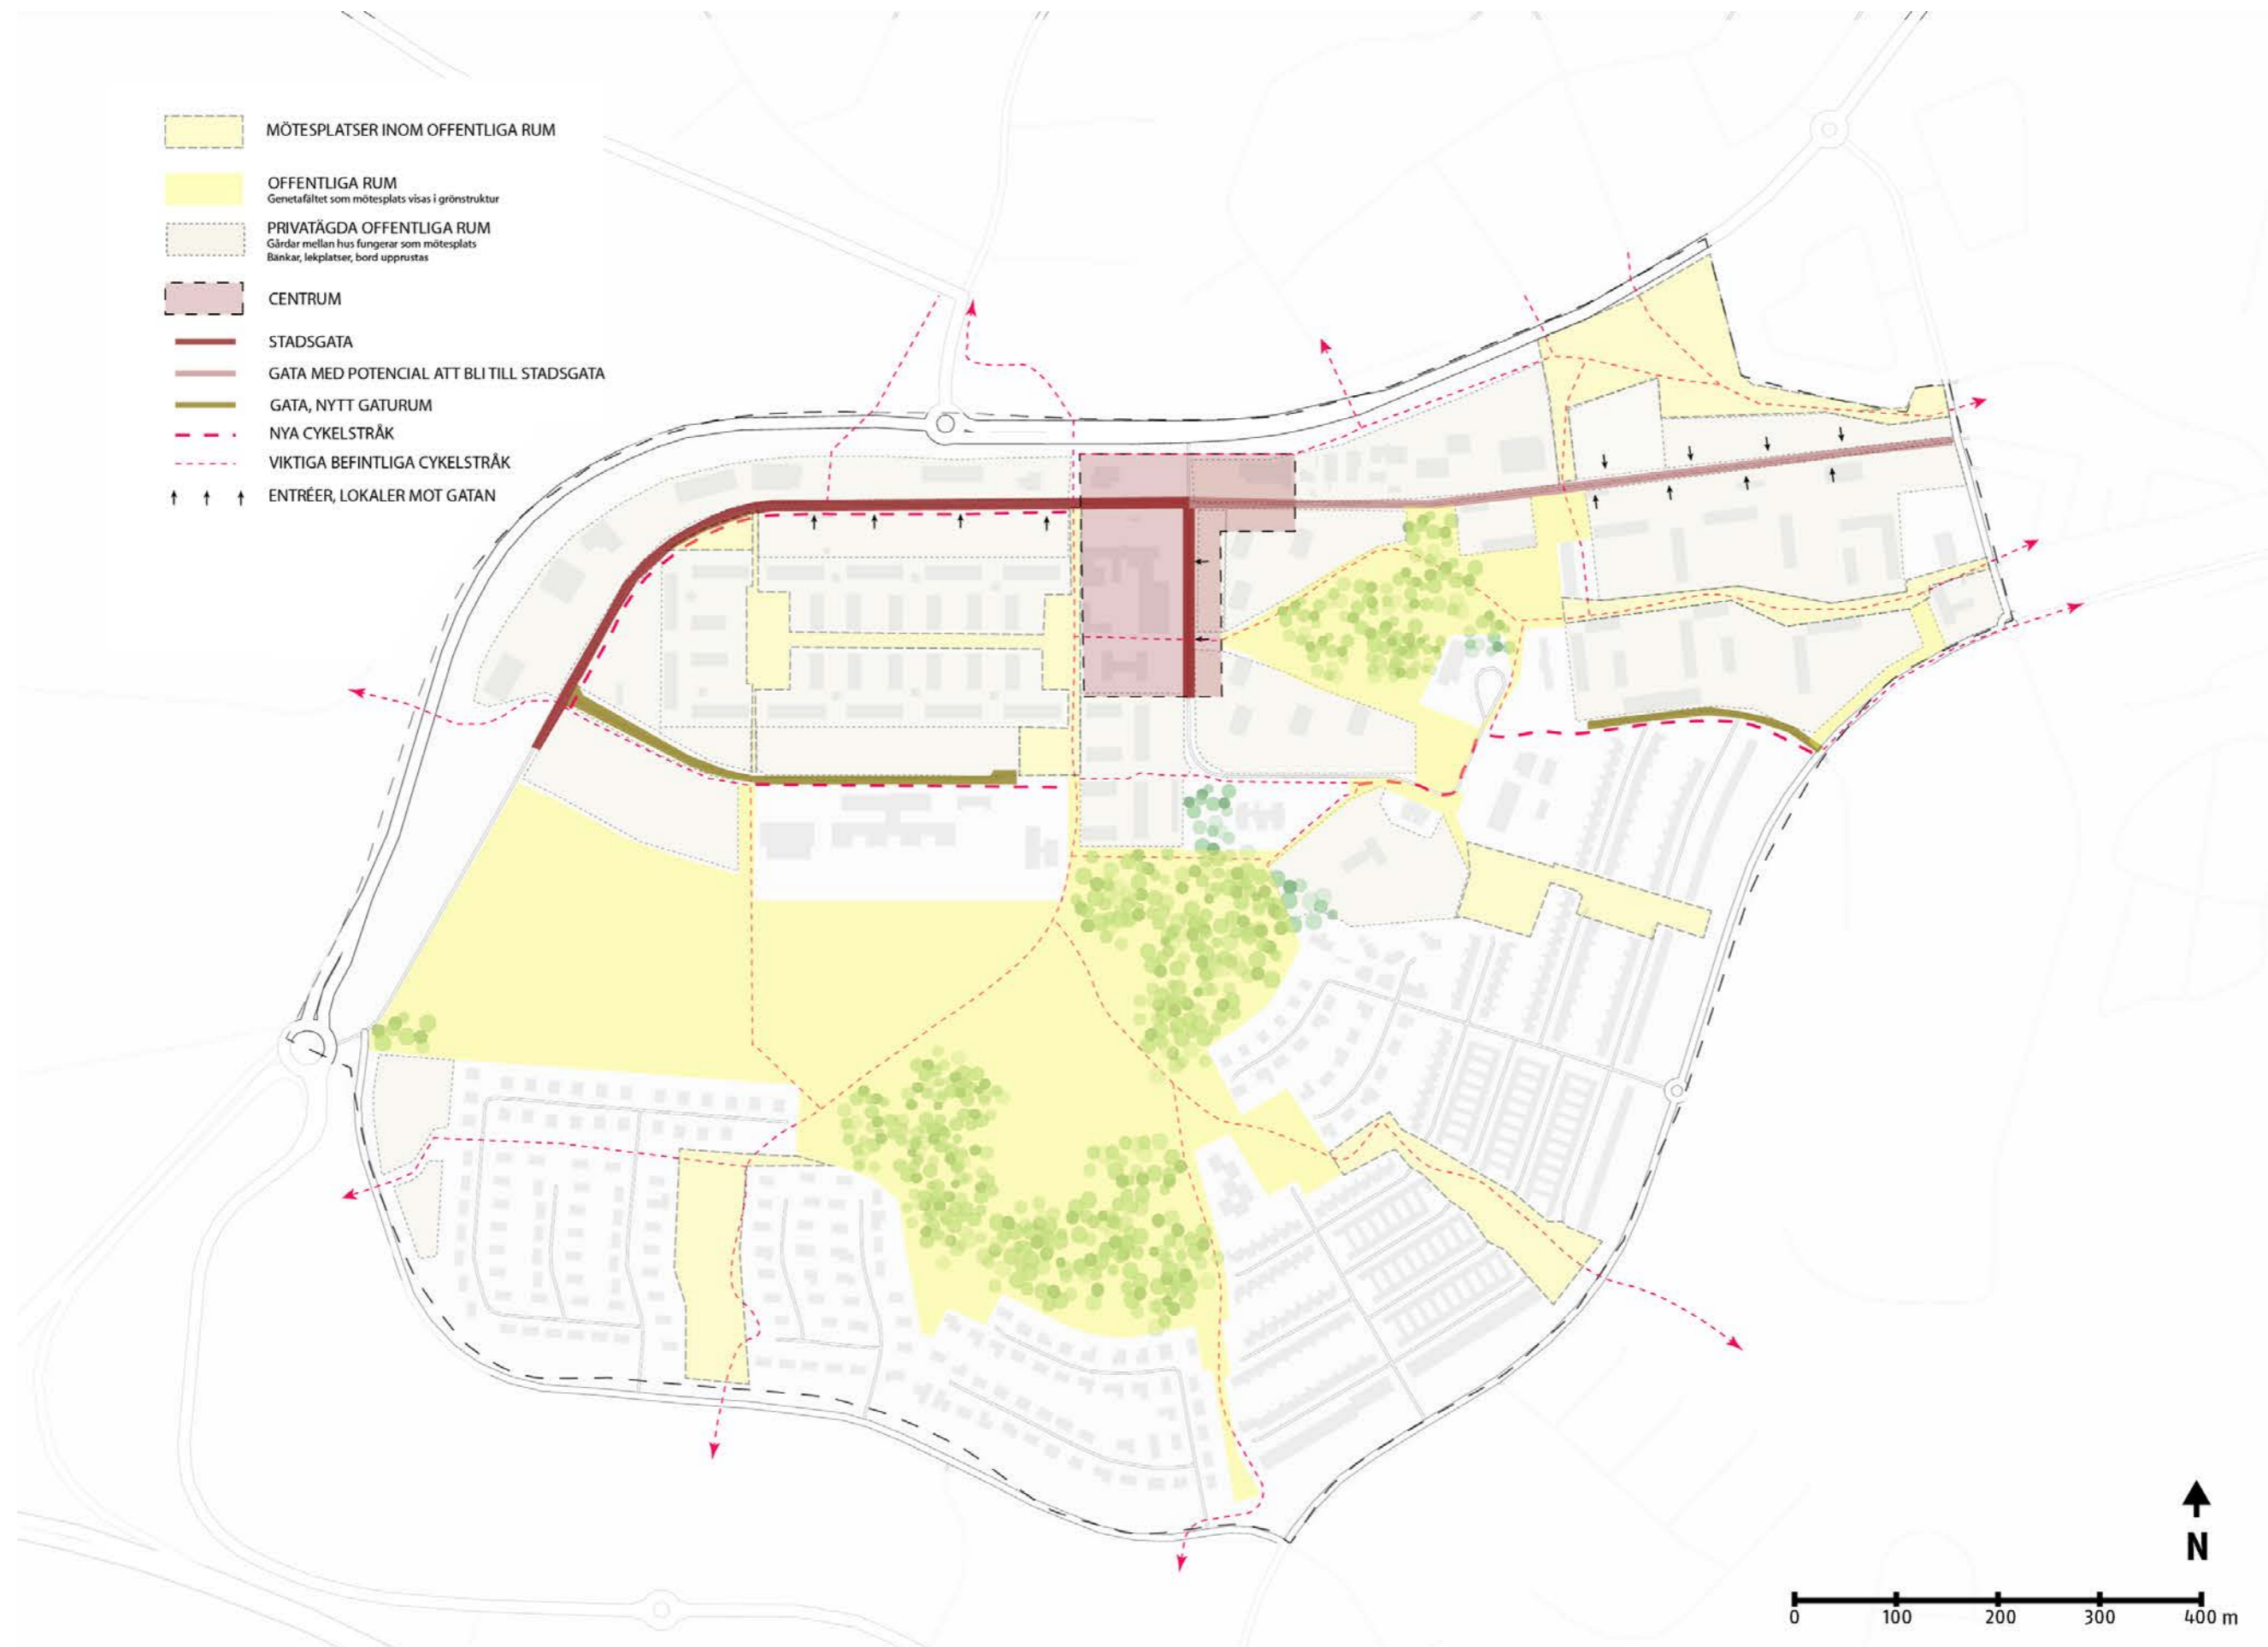 MÖTESPLATSER INOM OFFENTLIGA RUM
OFFENTLIGA RUM
Genetafältet som mötesplats visas i grönstruktur
PRIVATÄGDA OFFENTLIGA RUM
Gårdar mellan hus fungerar som mötesplats
Bänkar, lekplatser, bord upprustas
CENTRUM
STADSGATA
GATA MED POTENCIAL ATT BLI TILL STADSGATA
GATA, NYTT GATURUM
NYA CYKELSTRÅK
VIKTIGA BEFINTLIGA CYKELSTRÅK
ENTRÉER, LOKALER MOT GATAN
N
0 100 200 300 400 m